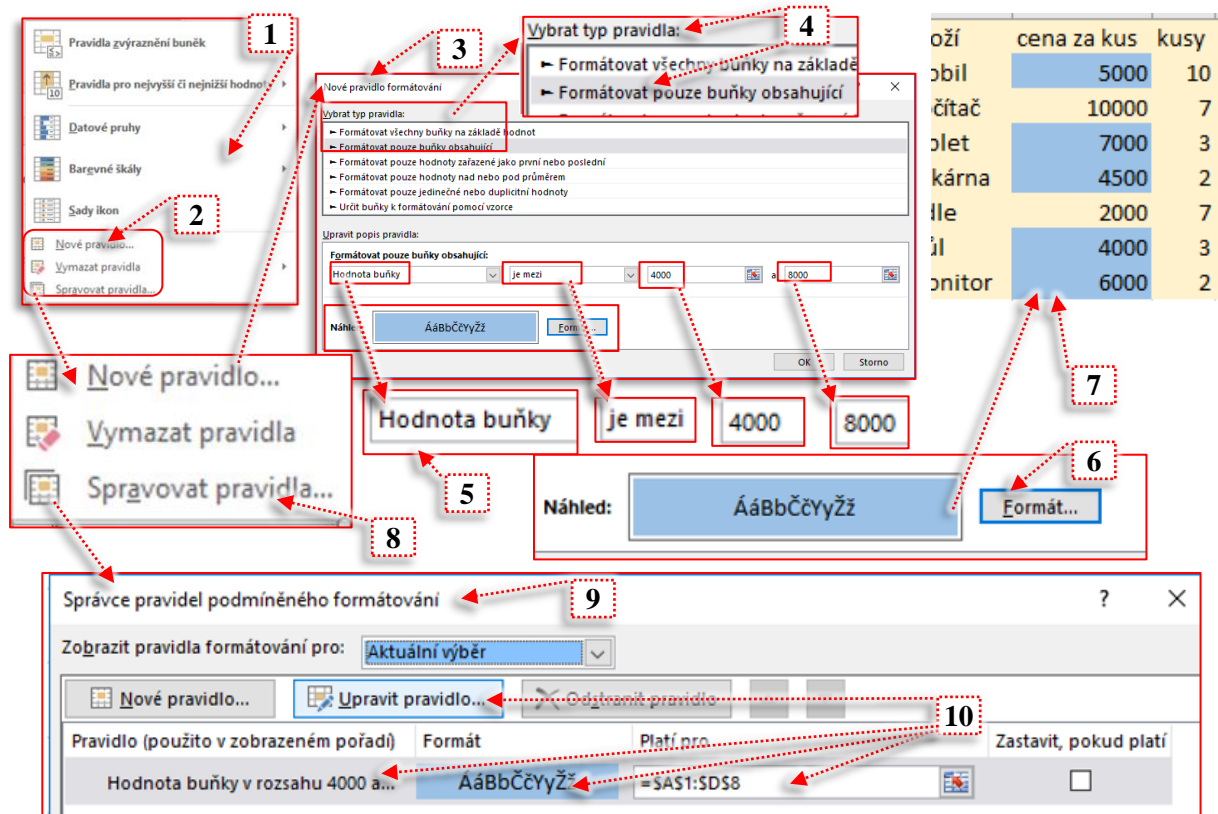 Pravidla zvýraznění buněk
1
Pravidla pro nejvyšší či nejnižší hodnoty
10
Datové pruhy
Barevné škály
Sady ikon
2
Nové pravidlo...
Vymazat pravidla
Spravovat pravidla...
3
Nové pravidlo formátování
Vybrat typ pravidla:
► Formátovat všechny buňky na základě hodnot
► Formátovat pouze buňky obsahující
► Formátovat pouze hodnoty zařazené jako první nebo poslední
► Formátovat pouze hodnoty nad nebo pod průměrem
► Formátovat pouze jedinečné nebo duplicitní hodnoty
► Určit buňky k formátování pomocí vzorce
Upravit popis pravidla:
Formátovat pouze buňky obsahující:
Hodnota buňky je mezi 4000 a 8000
ÁáBbČčYyŽž
OK Storno
Vybrat typ pravidla:
4
► Formátovat všechny buňky na základě
► Formátovat pouze buňky obsahující
cena za kus kusy
5000 10
10000 7
7000 3
4500 2
2000 7
4000 3
6000 2
7
Nové pravidlo...
Vymazat pravidla
Spravovat pravidla...
8
Hodnota buňky je mezi 4000 8000
5
6
Náhled: ÁáBbČčYyŽž Formát...
Správce pravidel podmíněného formátování
9
? ×
Zobrazit pravidla formátování pro: Aktuální výběr
Nové pravidlo... Upravit pravidlo... Odstranit pravidlo
10
Pravidlo (použito v zobrazeném pořadí) Formát Platí pro Zastavit, pokud platí
Hodnota buňky v rozsahu 4000 a... ÁáBbČčYyŽž =$A$1:$D$8